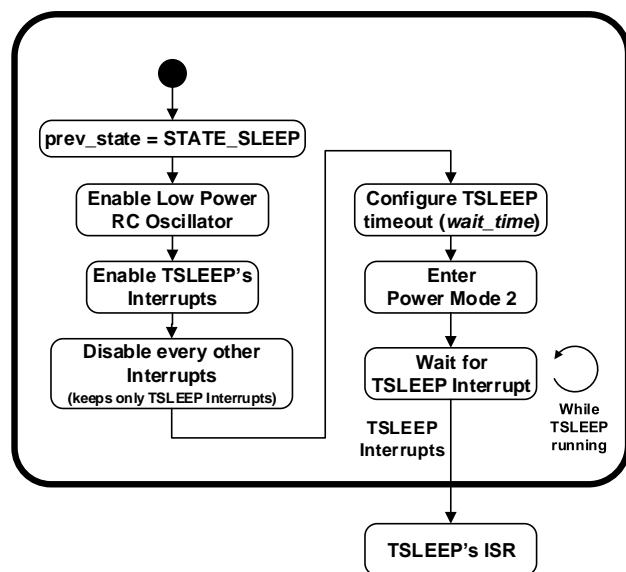 prev_state = STATE_SLEEP
Enable Low Power
RC Oscillator
Enable TSLEEP's
Interrupts
Disable every other
Interrupts
(keeps only TSLEEP Interrupts)
Configure TSLEEP
timeout (wait_time)
Enter
Power Mode 2
Wait for
TSLEEP Interrupt
While
TSLEEP
running
TSLEEP
Interrupts
TSLEEP's ISR